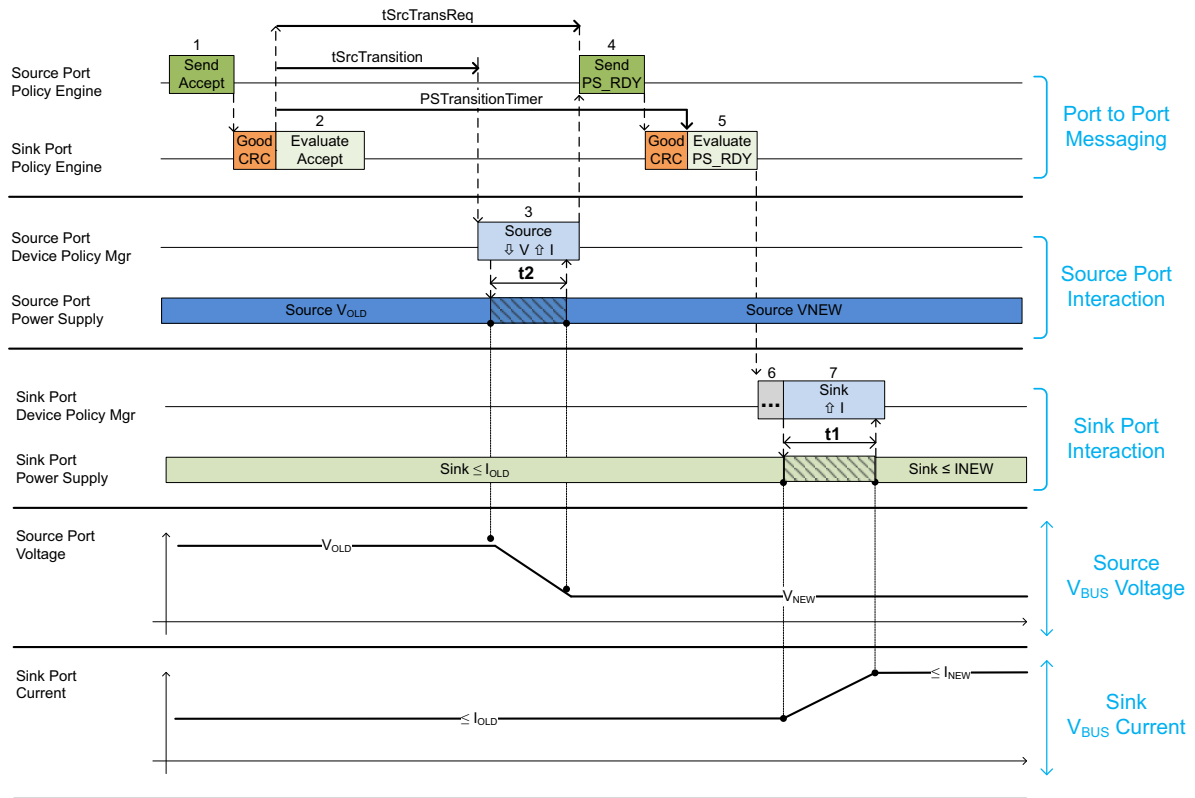 tSrcTransReq
1
tSrcTransition
4
Source Port
Policy Engine
Send
Accept
Send
PS_RDY
PSTransitionTimer
2
5
Sink Port
Policy Engine
Good
CRC
Evaluate
Accept
Good
CRC
Evaluate
PS_RDY
Port to Port
Messaging
3
Source Port
Device Policy Mgr
Source
⇩ V ⇧ I
t2
Source Port
Power Supply
Source VOLD
Source VNEW
Source Port
Interaction
6
7
Sink Port
Device Policy Mgr
...
Sink
⇧ I
t1
Sink Port
Power Supply
Sink ≤ IOLD
Sink ≤ INEW
Sink Port
Interaction
Source Port
Voltage
VOLD
VNEW
Source
VBUS Voltage
Sink Port
Current
≤ IOLD
≤ INEW
Sink
VBUS Current